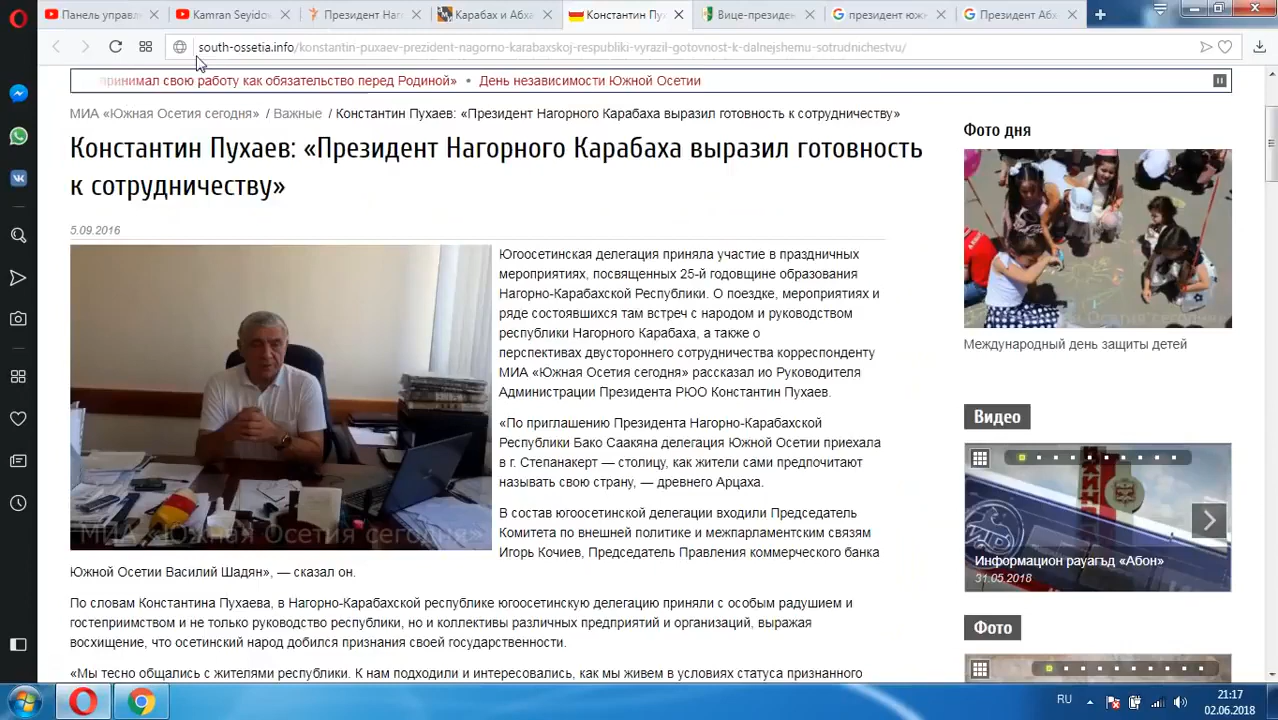 Панель управл
Kamran Seyidov
Президент Наг
Карабах и Абха
Константин Пу
Вице-президен
президент южн
Президент Абх
south-ossetia.info/konstantin-puxaev-prezident-nagorno-karabaxskoj-respubliki-vyrazil-gotovnost-k-dalnejshemu-sotrudnichestvu/
принимал свою работу как обязательство перед Родиной» • День независимости Южной Осетии
МИА «Южная Осетия сегодня» / Важные / Константин Пухаев: «Президент Нагорного Карабаха выразил готовность к сотрудничеству»
Константин Пухаев: «Президент Нагорного Карабаха выразил готовность
к сотрудничеству»
5.09.2016
Югоосетинская делегация приняла участие в праздничных
мероприятиях, посвященных 25-й годовщине образования
Нагорно-Карабахской Республики. О поездке, мероприятиях и
ряде состоявшихся там встреч с народом и руководством
республики Нагорного Карабаха, а также о
перспективах двустороннего сотрудничества корреспонденту
МИА «Южная Осетия сегодня» рассказал ио Руководителя
Администрации Президента РЮО Константин Пухаев.
«По приглашению Президента Нагорно-Карабахской
Республики Бако Саакяна делегация Южной Осетии приехала
в г. Степанакерт — столицу, как жители сами предпочитают
называть свою страну, — древнего Арцаха.
В состав югоосетинской делегации входили Председатель
Комитета по внешней политике и межпарламентским связям
Игорь Кочиев, Председатель Правления коммерческого банка
Южной Осетии Василий Шадян», — сказал он.
МИА «Южная Осетия сегодня»
По словам Константина Пухаева, в Нагорно-Карабахской республике югоосетинскую делегацию приняли с особым радушием и
гостеприимством и не только руководство республики, но и коллективы различных предприятий и организаций, выражая
восхищение, что осетинский народ добился признания своей государственности.
«Мы тесно общались с жителями республики. К нам подходили и интересовались, как мы живем в условиях статуса признанного
Фото дня
Международный день защиты детей
Видео
Информацион рауагъд «Абон»
31.05.2018
Фото
RU
21:17
02.06.2018